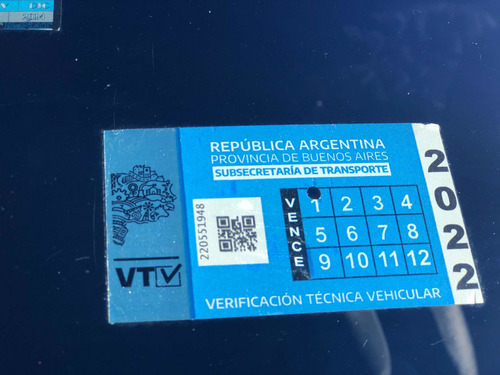 REPÚBLICA ARGENTINA
PROVINCIA DE BUENOS AIRES
SUBSECRETARÍA DE TRANSPORTE
220551948
VENCE
1 2 3 4
5 6 7 8
9 10 11 12
2022
VTV
VERIFICACIÓN TÉCNICA VEHICULAR